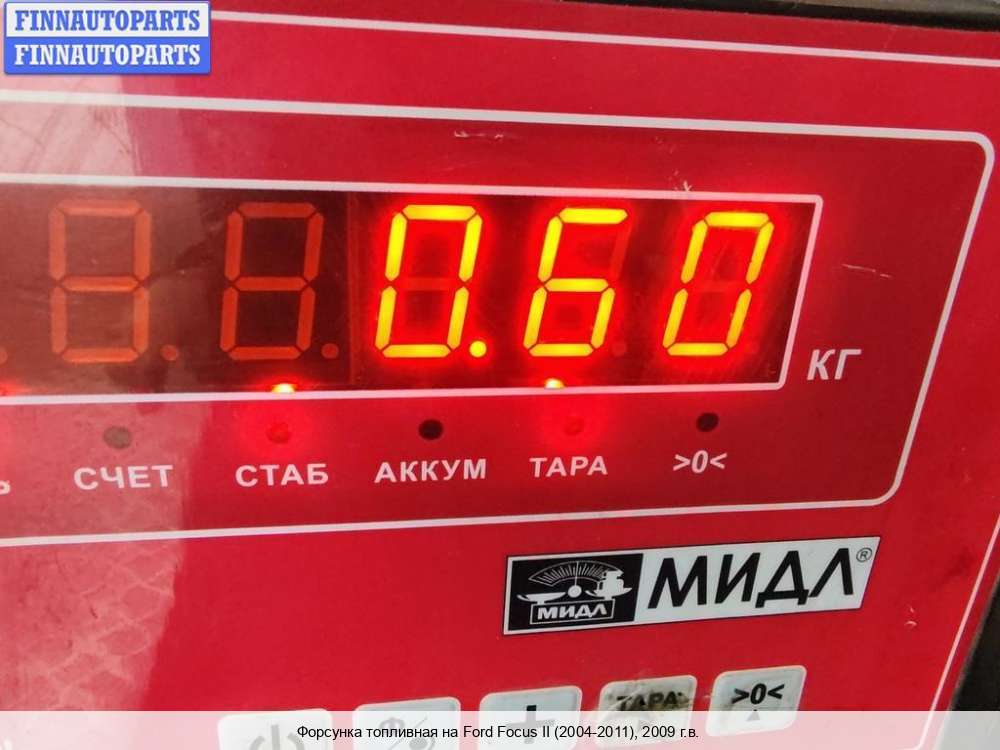 FINNAUTOPARTS
FINNAUTOPARTS
0.60
КГ
СЧЕТ СТАБ АККУМ ТАРА >0<
МИДЛ МИДЛ®
ТАРА >0<
Форсунка топливная на Ford Focus II (2004-2011), 2009 г.в.